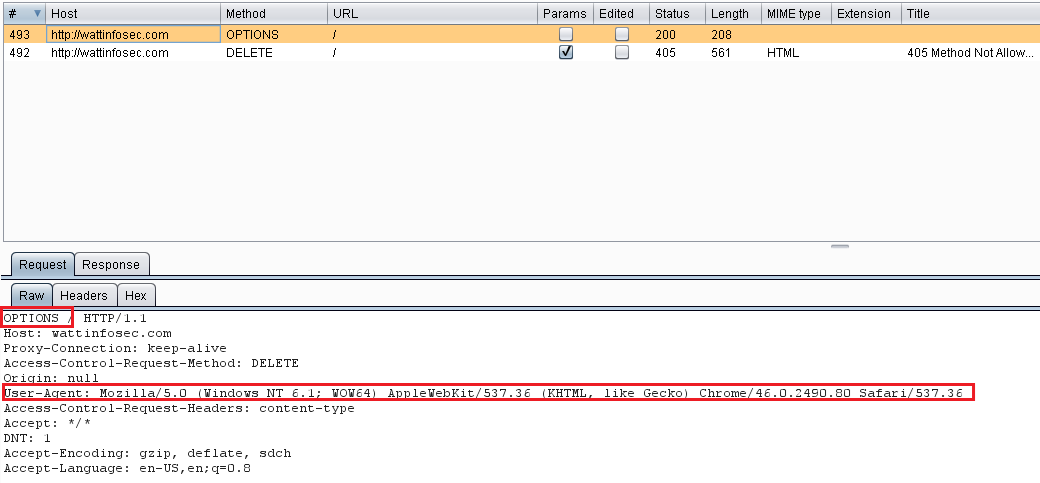 # Host Method URL Params Edited Status Length MIME type Extension Title
493 http://wattinfosec.com OPTIONS / 200 208
492 http://wattinfosec.com DELETE / 405 561 HTML 405 Method Not Allow...
Request Response
Raw Headers Hex
OPTIONS / HTTP/1.1
Host: wattinfosec.com
Proxy-Connection: keep-alive
Access-Control-Request-Method: DELETE
Origin: null
User-Agent: Mozilla/5.0 (Windows NT 6.1; WOW64) AppleWebKit/537.36 (KHTML, like Gecko) Chrome/46.0.2490.80 Safari/537.36
Access-Control-Request-Headers: content-type
Accept: */*
DNT: 1
Accept-Encoding: gzip, deflate, sdch
Accept-Language: en-US,en;q=0.8